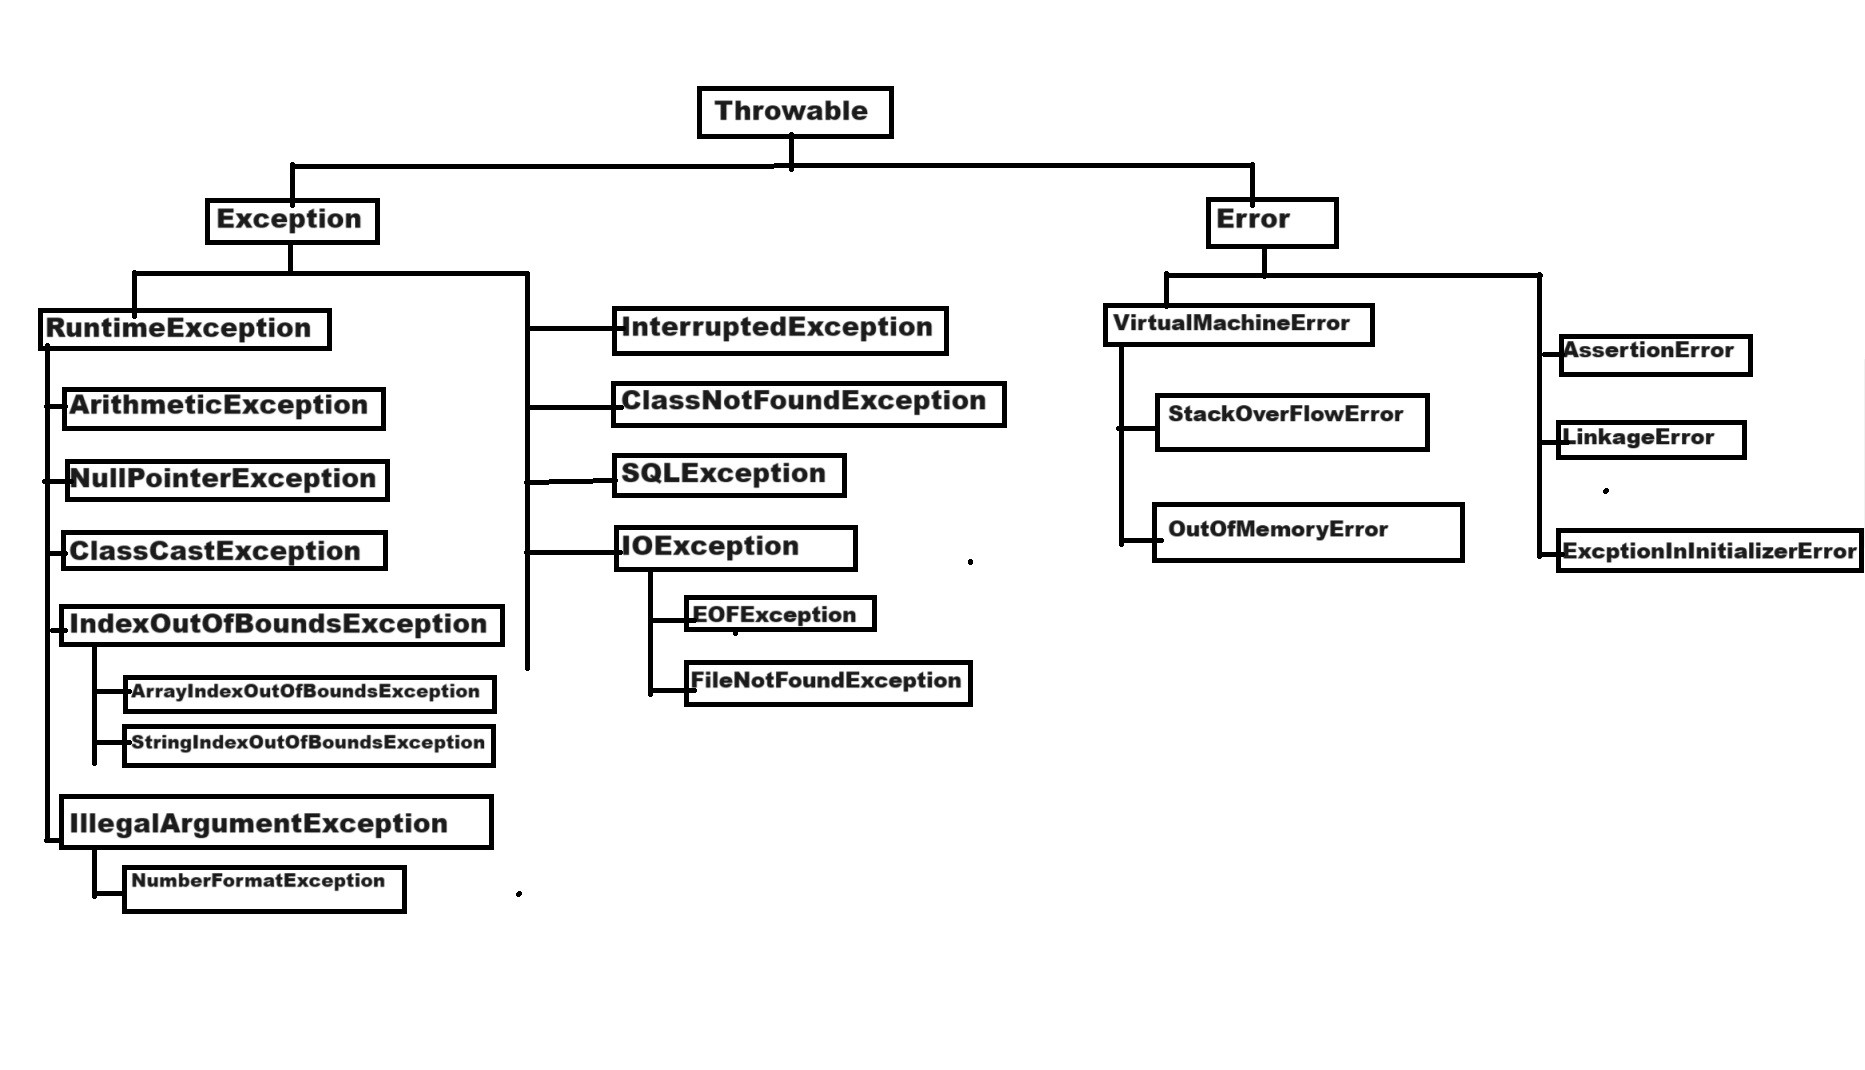 Throwable
Exception
Error
RuntimeException
ArithmeticException
NullPointerException
ClassCastException
IndexOutOfBoundsException
ArrayIndexOutOfBoundsException
StringIndexOutOfBoundsException
IllegalArgumentException
NumberFormatException
InterruptedException
ClassNotFoundException
SQLException
IOException
EOFException
FileNotFoundException
VirtualMachineError
StackOverFlowError
OutOfMemoryError
AssertionError
LinkageError
ExcptionInInitializerError